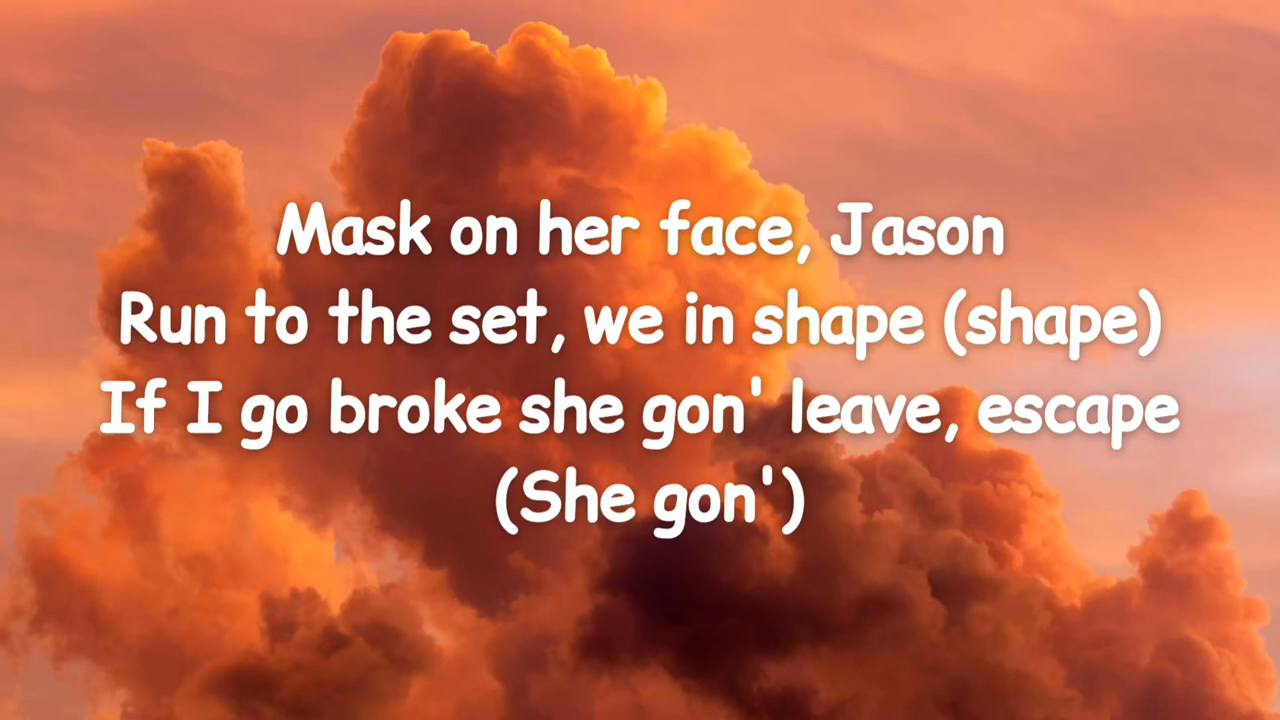 Mask on her face, Jason
Run to the set, we in shape (shape)
If I go broke she gon' leave, escape
(She gon')